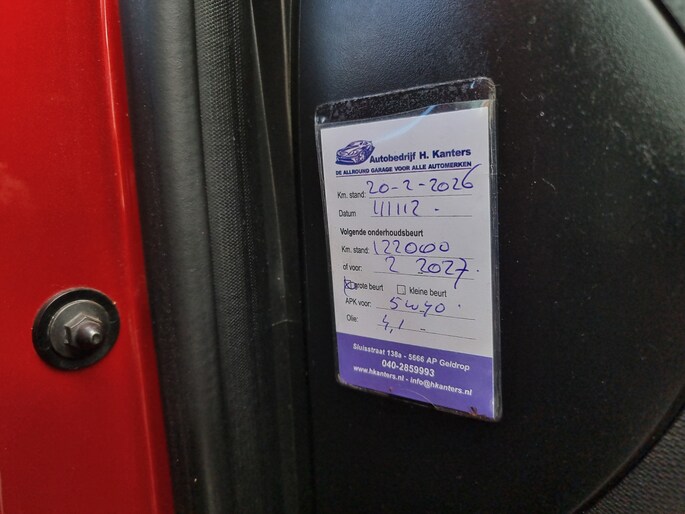 Autobedrijf H. Kanters
DE ALLROUND GARAGE VOOR ALLE AUTOMERKEN
Km. stand: 20-2-2026
Datum 111112.
Volgende onderhoudsbeurt
Km. stand: 122000
of voor: 2 2027.
grote beurt kleine beurt
APK voor: 5w40.
Olie: 4,1
Sluisstraat 138a - 5666 AP Geldrop
040-2859993
www.hkanters.nl - info@hkanters.nl